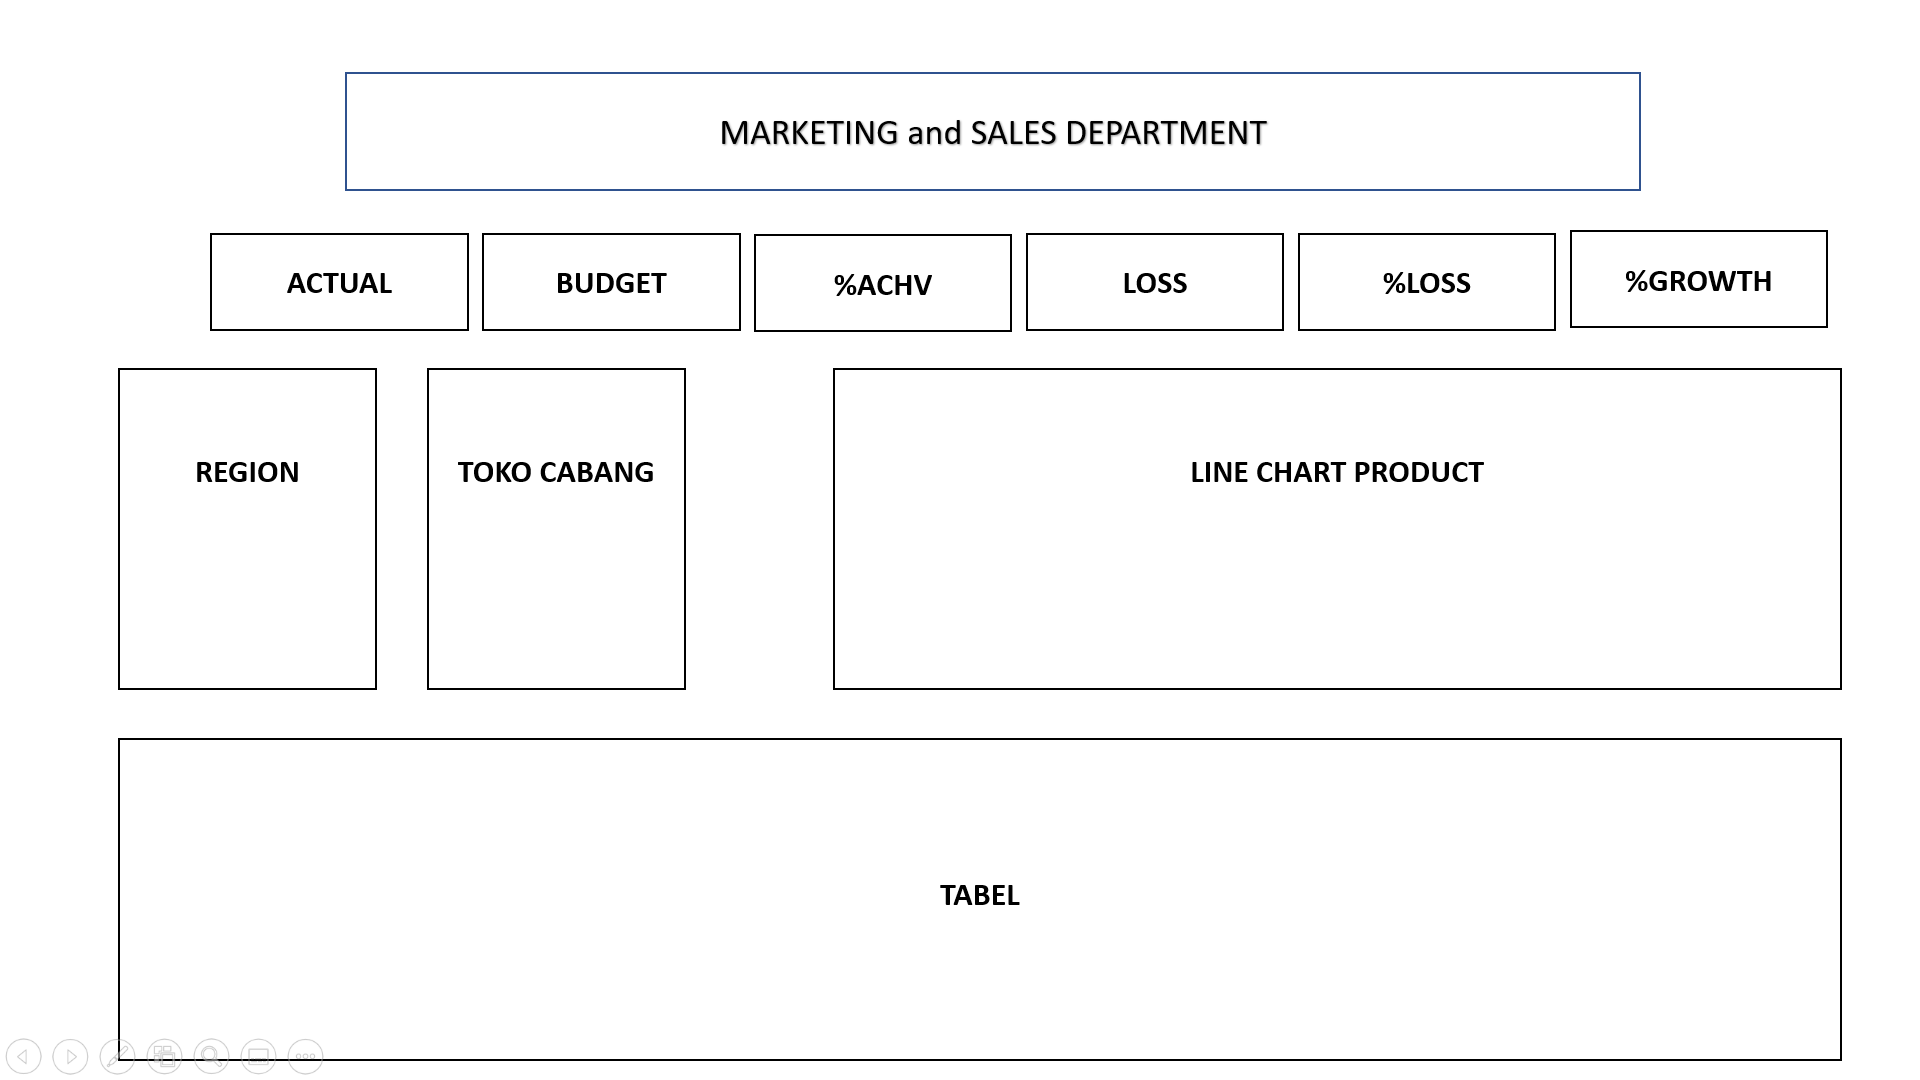 MARKETING and SALES DEPARTMENT
ACTUAL
BUDGET
%ACHV
LOSS
%LOSS
%GROWTH
REGION
TOKO CABANG
LINE CHART PRODUCT
TABEL